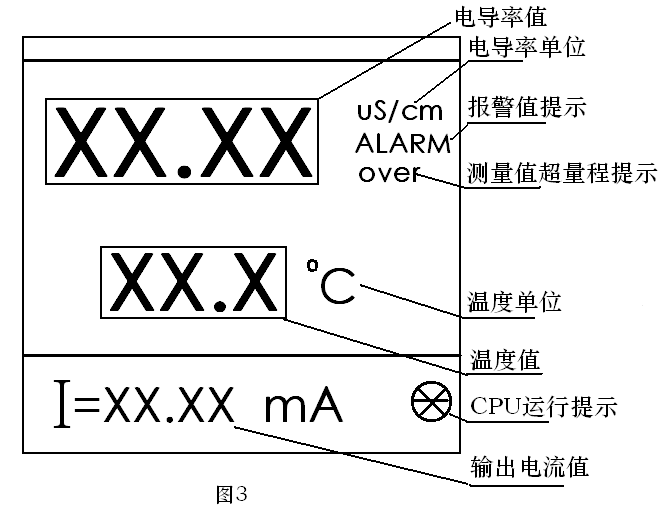 电导率值
电导率单位
XX.XX
uS/cm
报警值提示
ALARM
over
测量值超量程提示
XX.X
℃
温度单位
温度值
I=XX.XX mA
CPU运行提示
输出电流值
图3